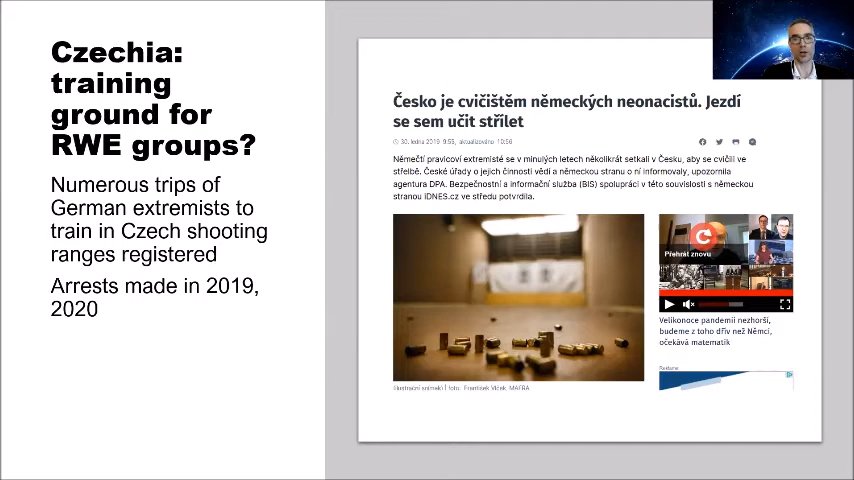 Czechia:
training
ground for
RWE groups?
Numerous trips of
German extremists to
train in Czech shooting
ranges registered
Arrests made in 2019,
2020
Česko je cvičištěm německých neonacistů. Jezdí
se sem učit střílet
30. ledna 2019 9:55, aktualizováno 10:56
Němečtí pravicoví extremisté se v minulých letech několikrát setkali v Česku, aby se cvičili ve
střelbě. České úřady o jejich činnosti vědí a německou stranu o ní informovaly, upozornila
agentura DPA. Bezpečnostní a informační služba (BIS) spolupráci v této souvislosti s německou
stranou iDNES.cz ve středu potvrdila.
Přehrát znovu
Velikonoce pandemii nezhorší,
budeme z toho dřív než Němci,
očekává matematik
Reklama
Ilustrační snímek | foto: František Vlček, MAFRA